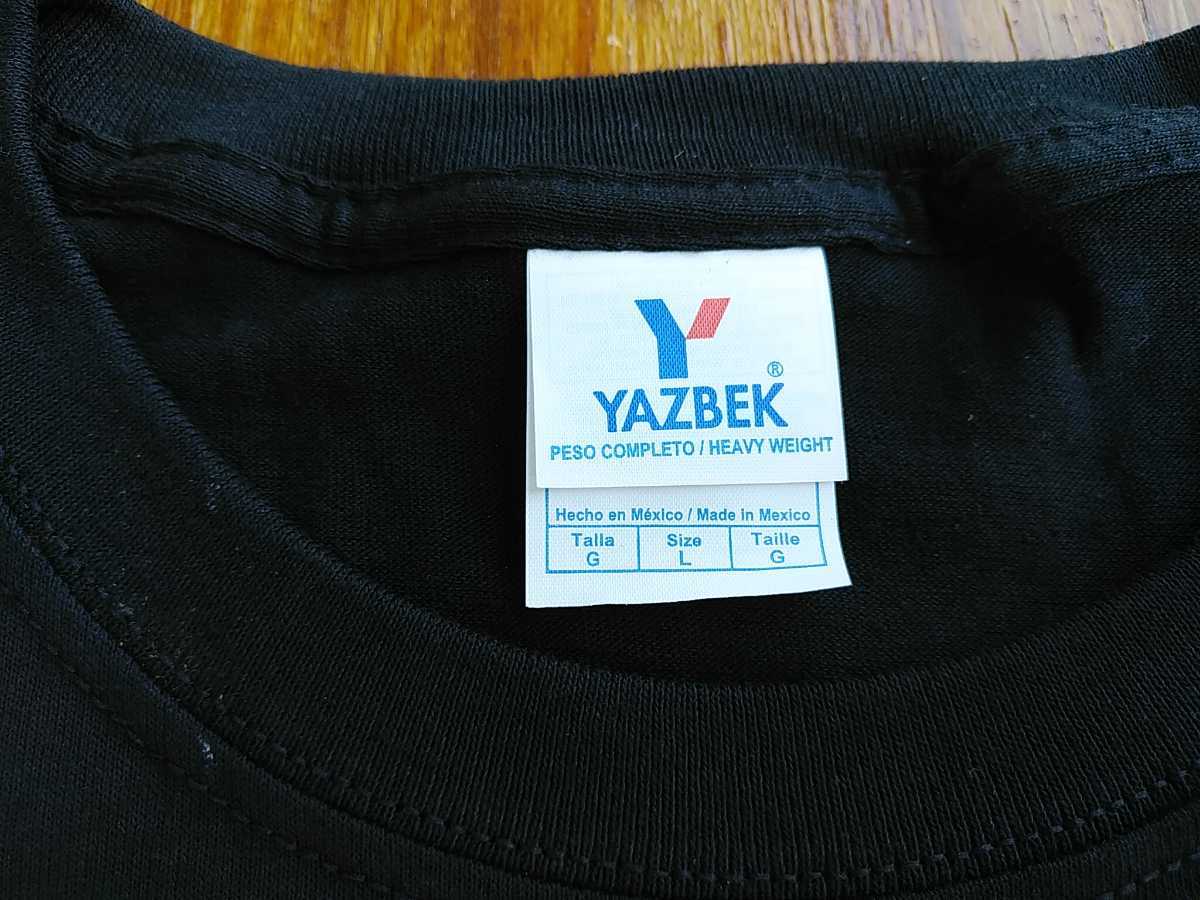 Y
YAZBEK®
PESO COMPLETO / HEAVY WEIGHT
Hecho en México / Made in Mexico
Talla Size Taille
G L G